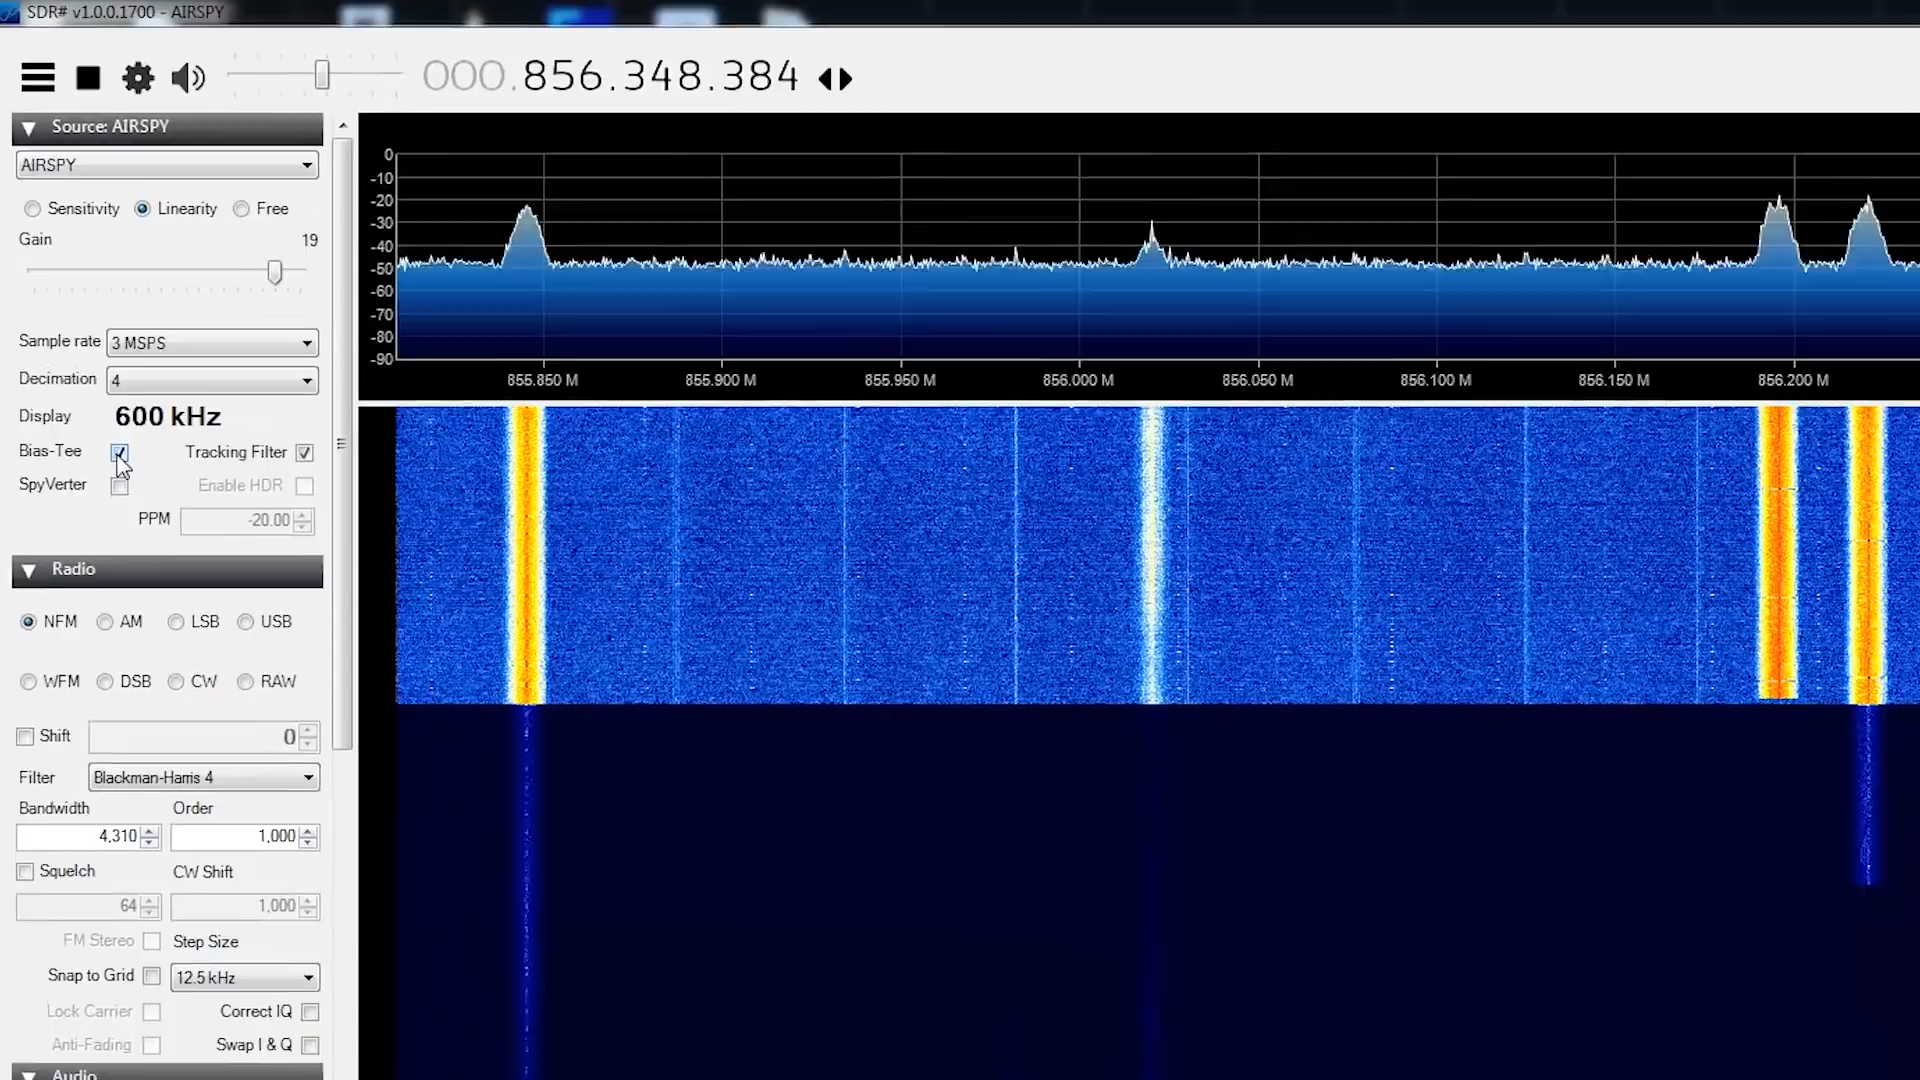 SDR# v1.0.0.1700 - AIRSPY
000.856.348.384
Source: AIRSPY
AIRSPY
Sensitivity Linearity Free
Gain 19
Sample rate 3 MSPS
Decimation 4
Display 600 kHz
Bias-Tee Tracking Filter
SpyVerter Enable HDR
PPM -20.00
Radio
NFM AM LSB USB
WFM DSB CW RAW
Shift 0
Filter Blackman-Harris 4
Bandwidth Order
4,310 1,000
Squelch CW Shift
64 1,000
FM Stereo Step Size
Snap to Grid 12.5 kHz
Lock Carrier Correct IQ
Anti-Fading Swap I & Q
Audio
0
-10
-20
-30
-40
-50
-60
-70
-80
-90
855.850 M 855.900 M 855.950 M 856.000 M 856.050 M 856.100 M 856.150 M 856.200 M